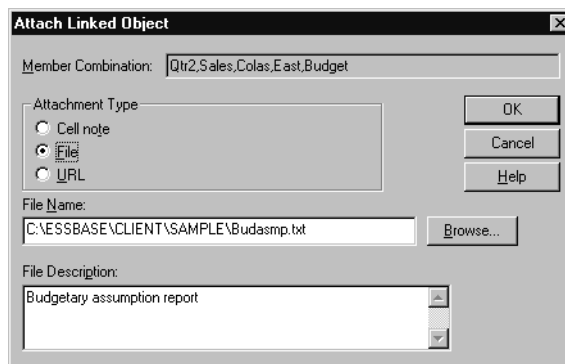 Attach Linked Object
Member Combination: Qtr2,Sales,Colas,East,Budget
Attachment Type
Cell note
File
URL
OK
Cancel
Help
File Name:
C:\ESSBASE\CLIENT\SAMPLE\Budasmp.txt
Browse...
File Description:
Budgetary assumption report